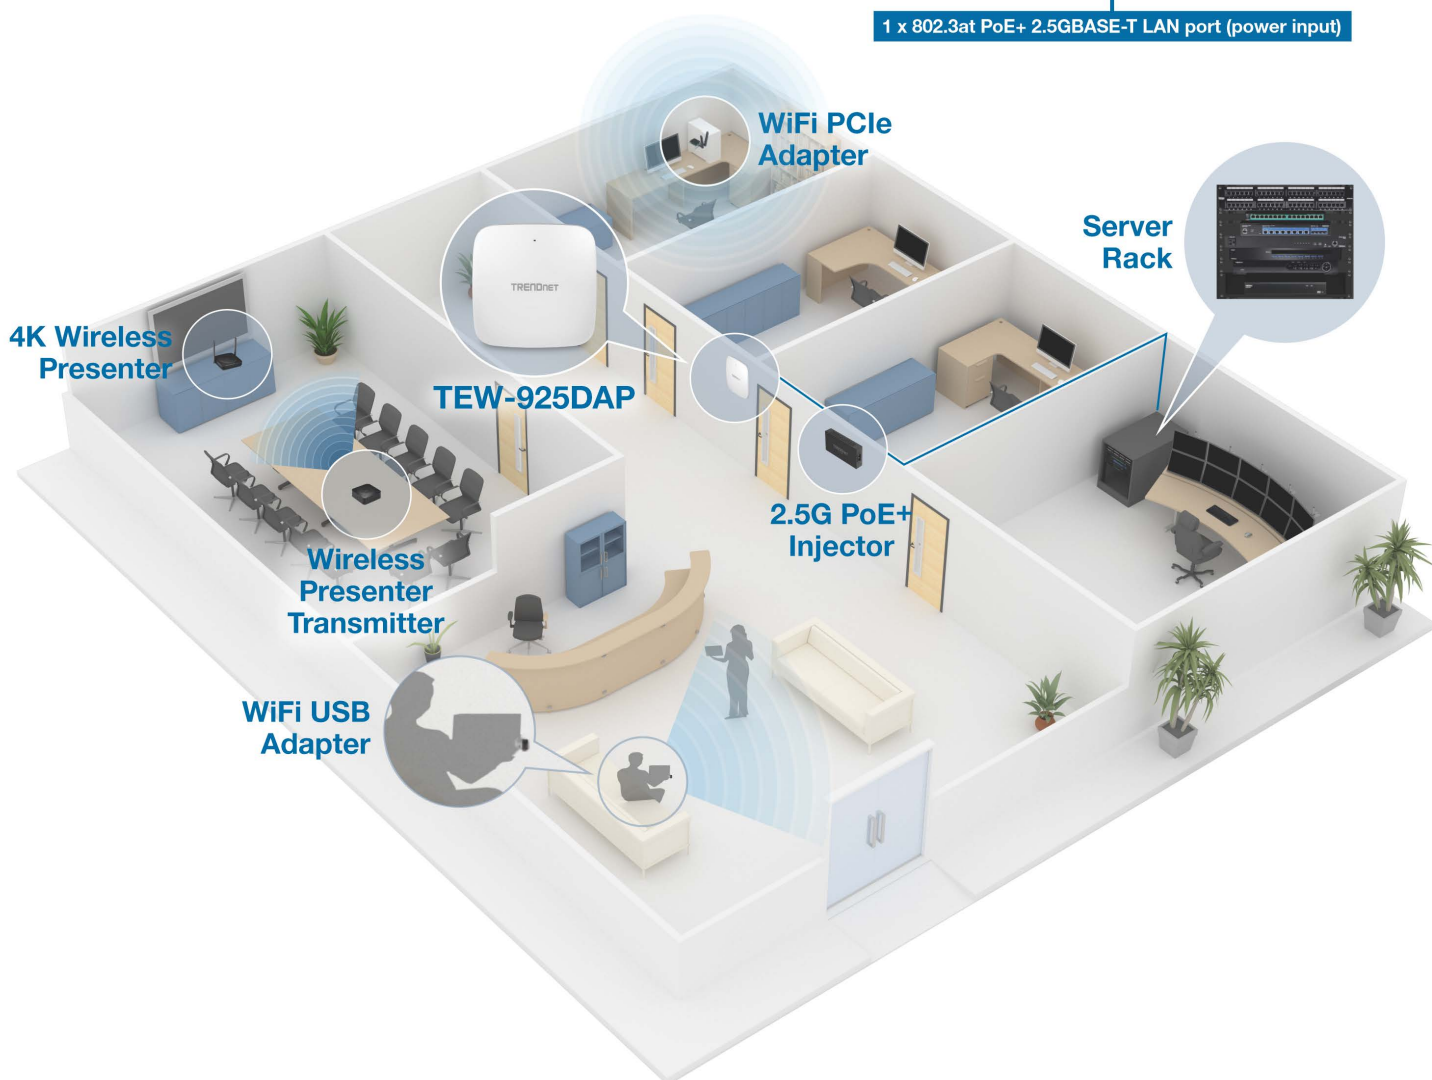 1 x 802.3at PoE+ 2.5GBASE-T LAN port (power input)
WiFi PCIe
Adapter
Server
Rack
TRENDnet
4K Wireless
Presenter
TEW-925DAP
2.5G PoE+
Injector
Wireless
Presenter
Transmitter
WiFi USB
Adapter